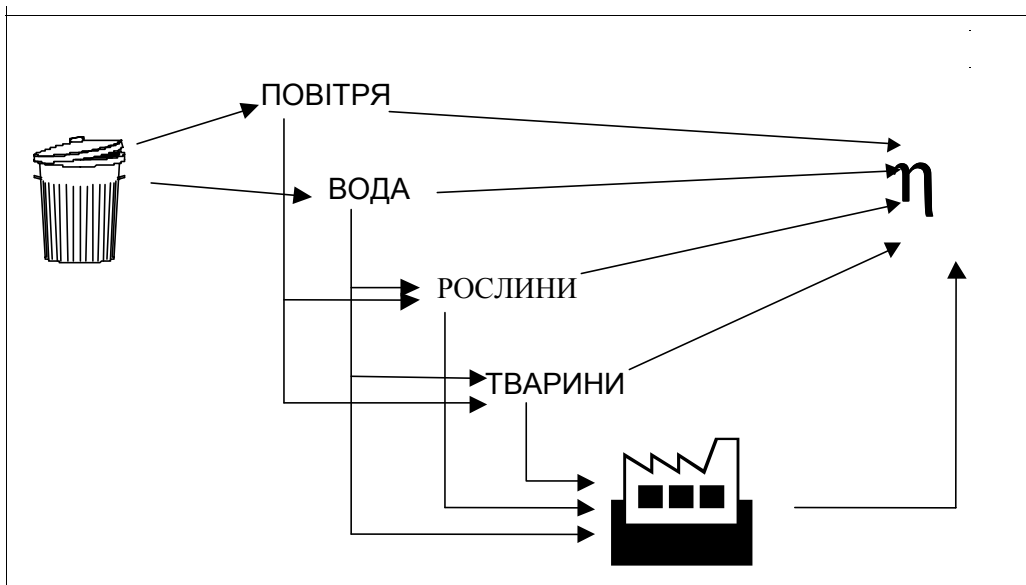 ПОВІТРЯ
ВОДА
η
РОСЛИНИ
ТВАРИНИ